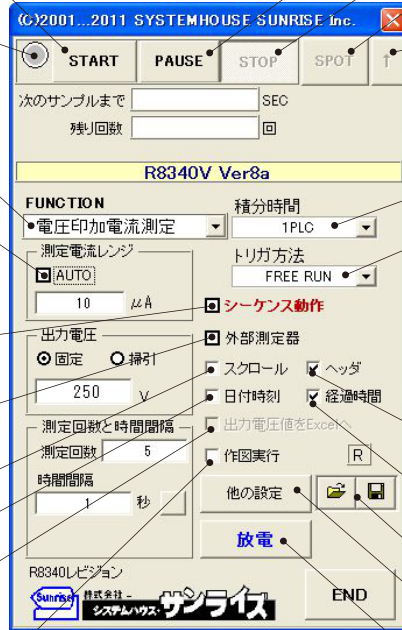 (C)2001...2011 SYSTEMHOUSE SUNRISE inc.
START PAUSE STOP SPOT ↑
次のサンプルまで SEC
残り回数 回
R8340V Ver8a
FUNCTION
電圧印加電流測定
積分時間
1PLC
測定電流レンジ
AUTO
10 μA
トリガ方法
FREE RUN
シーケンス動作
出力電圧
固定 掃引
250 V
外部測定器
スクロール ヘッダ
日付時刻 経過時間
出力電圧値をExcelへ
作図実行 R
測定回数と時間間隔
測定回数 5
時間間隔
1 秒
他の設定
放電
R8340レビジョン
Sunrise 株式会社 -
システムハウス・サンライズ
END